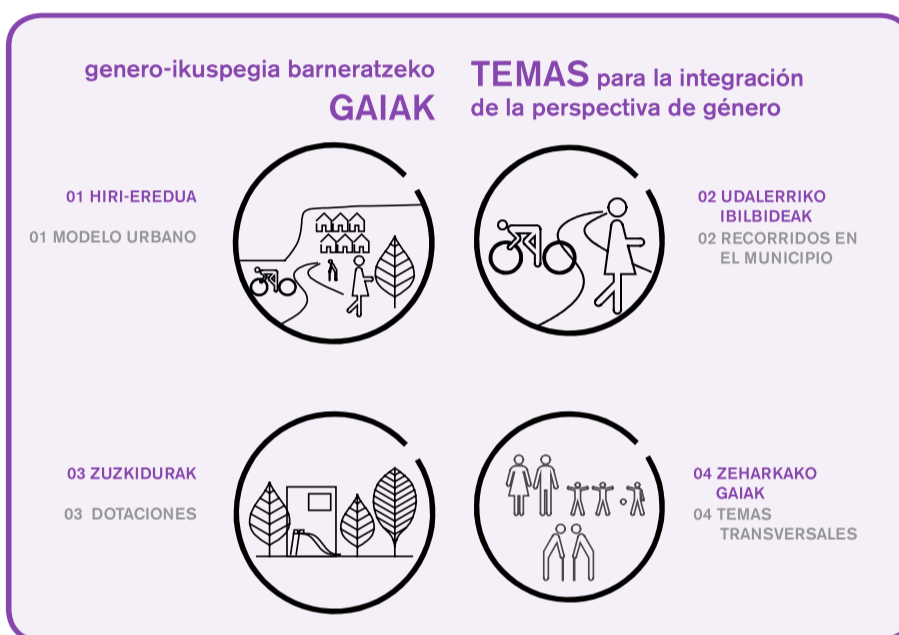 genero-ikuspegia barneratzeko
GAIAK
TEMAS para la integración
de la perspectiva de género
01 HIRI-EREDUA
01 MODELO URBANO
02 UDALERRIKO
IBILBIDEAK
02 RECORRIDOS EN
EL MUNICIPIO
03 ZUZKIDURAK
03 DOTACIONES
04 ZEHARKAKO
GAIAK
04 TEMAS
TRANSVERSALES